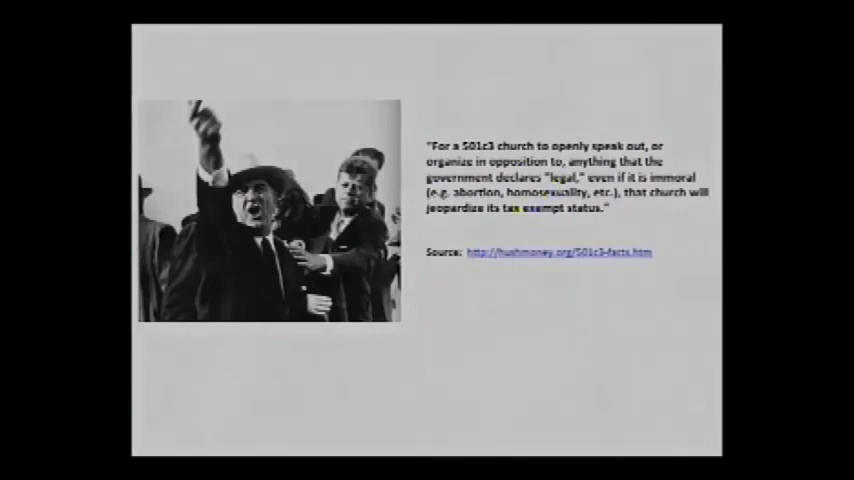 "For a 501c3 church to openly speak out, or
organize in opposition to, anything that the
government declares "legal," even if it is immoral
(e.g. abortion, homosexuality, etc.), that church will
jeopardize its tax exempt status."
Source: http://hushmoney.org/501c3-facts.htm